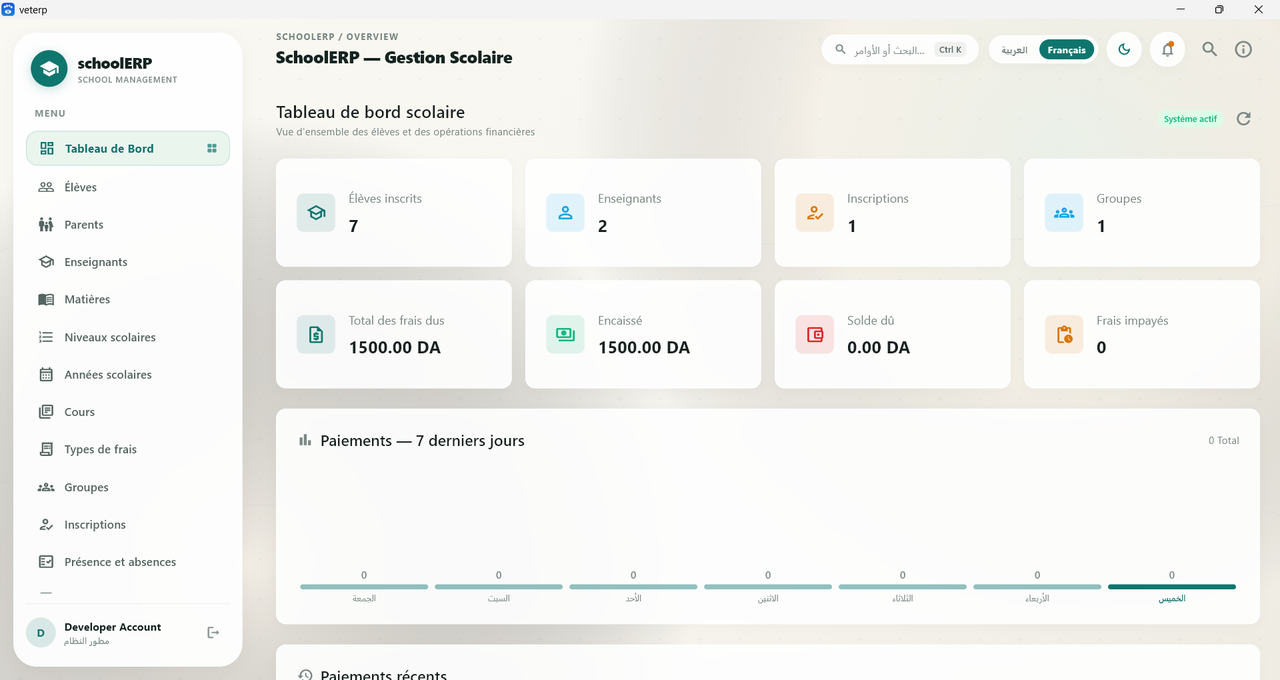 veterp
schoolERP
SCHOOL MANAGEMENT
MENU
Tableau de Bord
Élèves
Parents
Enseignants
Matières
Niveaux scolaires
Années scolaires
Cours
Types de frais
Groupes
Inscriptions
Présence et absences
D
Developer Account
مطور النظام
SCHOOLERP / OVERVIEW
SchoolERP — Gestion Scolaire
البحث أو الأوامر...
Ctrl K
العربية
Français
Tableau de bord scolaire
Vue d'ensemble des élèves et des opérations financières
Système actif
Élèves inscrits
7
Enseignants
2
Inscriptions
1
Groupes
1
Total des frais dus
1500.00 DA
Encaissé
1500.00 DA
Solde dû
0.00 DA
Frais impayés
0
Paiements — 7 derniers jours
0 Total
0 0 0 0 0 0 0
الجمعة
السبت
الأحد
الاثنين
الثلاثاء
الأربعاء
الخميس
Paiements récents